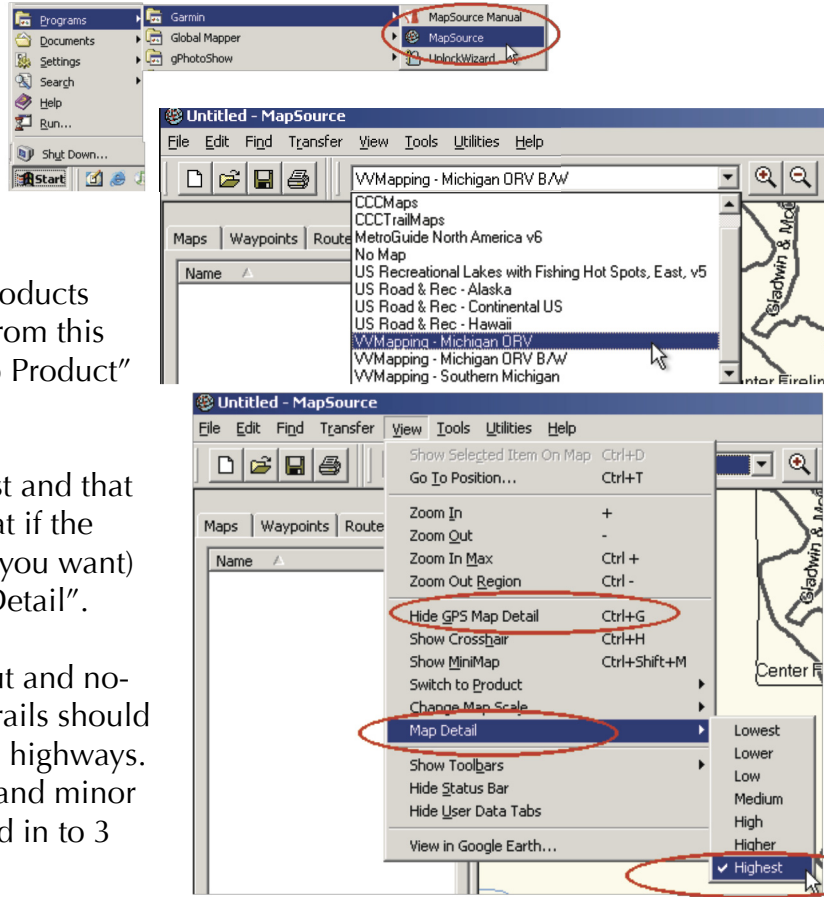 Programs
Documents
Settings
Search
Help
Run...
Shut Down...
Start
Garmin
Global Mapper
gPhotoShow
MapSource Manual
MapSource
UnlockWizard
Untitled - MapSource
File Edit Find Transfer View Tools Utilities Help
VVMapping - Michigan ORV B/W
CCCMaps
CCCTrailMaps
MetroGuide North America v6
No Map
US Recreational Lakes with Fishing Hot Spots, East, v5
US Road & Rec - Alaska
US Road & Rec - Continental US
US Road & Rec - Hawaii
VVMapping - Michigan ORV
VVMapping - Michigan ORV B/W
VVMapping - Southern Michigan
Maps Waypoints Route
Name
Gladwin &
nter Firelin
oducts
rom this
Product"
st and that
at if the
you want)
Detail".
ut and no-
rails should
highways.
and minor
d in to 3
Untitled - MapSource
File Edit Find Transfer View Tools Utilities Help
Maps Waypoints Route
Name
Show Selected Item On Map Ctrl+D
Go To Position... Ctrl+T
Zoom In +
Zoom Out -
Zoom In Max Ctrl +
Zoom Out Region Ctrl -
Hide GPS Map Detail Ctrl+G
Show Crosshair Ctrl+H
Show MiniMap Ctrl+Shift+M
Switch to Product
Change Map Scale
Map Detail
Show Toolbars
Hide Status Bar
Hide User Data Tabs
View in Google Earth...
Lowest
Lower
Low
Medium
High
Higher
Highest
Gladwin &
Center F